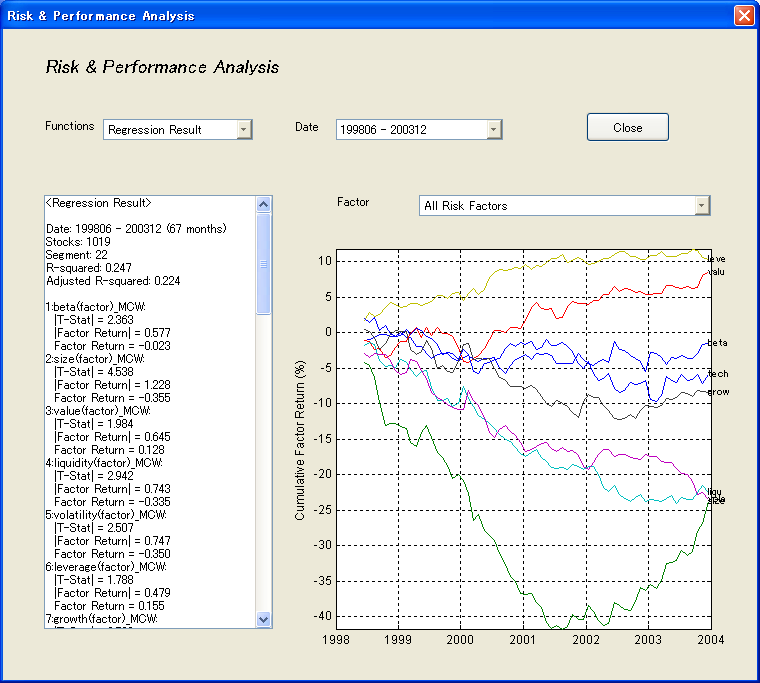 Risk & Performance Analysis
Risk & Performance Analysis
Functions
Regression Result
Date
199806 - 200312
Close
<Regression Result>
Date: 199806 - 200312 (67 months)
Stocks: 1019
Segment: 22
R-squared: 0.247
Adjusted R-squared: 0.224
1:beta(factor)_MCW:
|T-Stat| = 2.363
|Factor Return| = 0.577
Factor Return = -0.023
2:size(factor)_MCW:
|T-Stat| = 4.538
|Factor Return| = 1.228
Factor Return = -0.355
3:value(factor)_MCW:
|T-Stat| = 1.984
|Factor Return| = 0.645
Factor Return = 0.128
4:liquidity(factor)_MCW:
|T-Stat| = 2.942
|Factor Return| = 0.743
Factor Return = -0.335
5:volatility(factor)_MCW:
|T-Stat| = 2.507
|Factor Return| = 0.747
Factor Return = -0.350
6:leverage(factor)_MCW:
|T-Stat| = 1.788
|Factor Return| = 0.479
Factor Return = 0.155
7:growth(factor)_MCW:
Factor
All Risk Factors
Cumulative Factor Return (%)
10
5
0
-5
-10
-15
-20
-25
-30
-35
-40
1998
1999
2000
2001
2002
2003
2004
leve
valu
beta
tech
grow
liqu
size